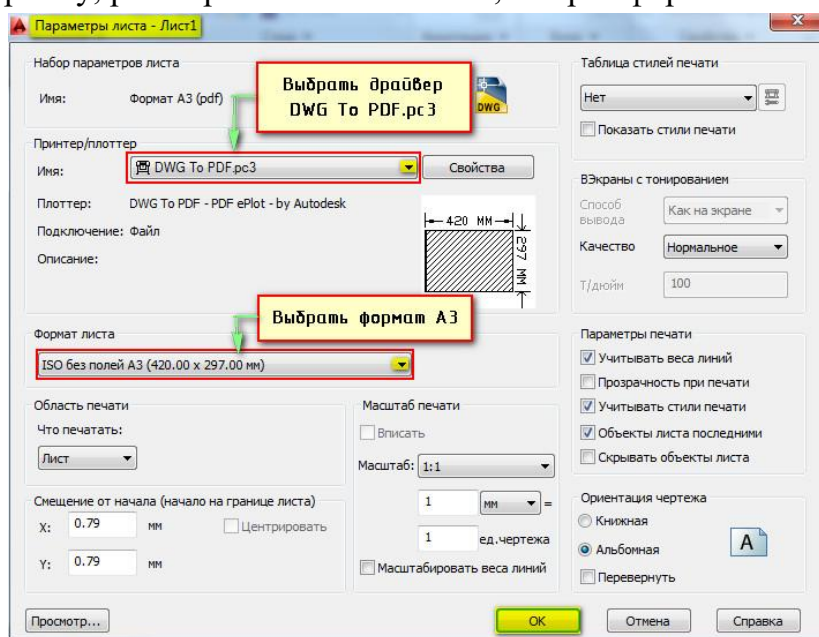 Параметры листа - Лист1
Набор параметров листа
Имя: Формат А3 (pdf)
Выбрать драйвер
DWG To PDF.pc3
DWG
Принтер/плоттер
Имя: DWG To PDF.pc3 Свойства
Плоттер: DWG To PDF - PDF ePlot - by Autodesk
Подключение: Файл
Описание:
420 MM
297 MM
Выбрать формат А3
Формат листа
ISO без полей A3 (420.00 x 297.00 мм)
Область печати
Что печатать:
Лист
Смещение от начала (начало на границе листа)
X: 0.79 мм Центрировать
Y: 0.79 мм
Масштаб печати
Вписать
Масштаб: 1:1
1 мм =
1 ед.чертежа
Масштабировать веса линий
Таблица стилей печати
Нет
Показать стили печати
ВЭкраны с тонированием
Способ
вывода
Как на экране
Качество Нормальное
Т/дюйм 100
Параметры печати
Учитывать веса линий
Прозрачность при печати
Учитывать стили печати
Объекты листа последними
Скрывать объекты листа
Ориентация чертежа
Книжная
Альбомная
A
Перевернуть
Просмотр... ОК Отмена Справка